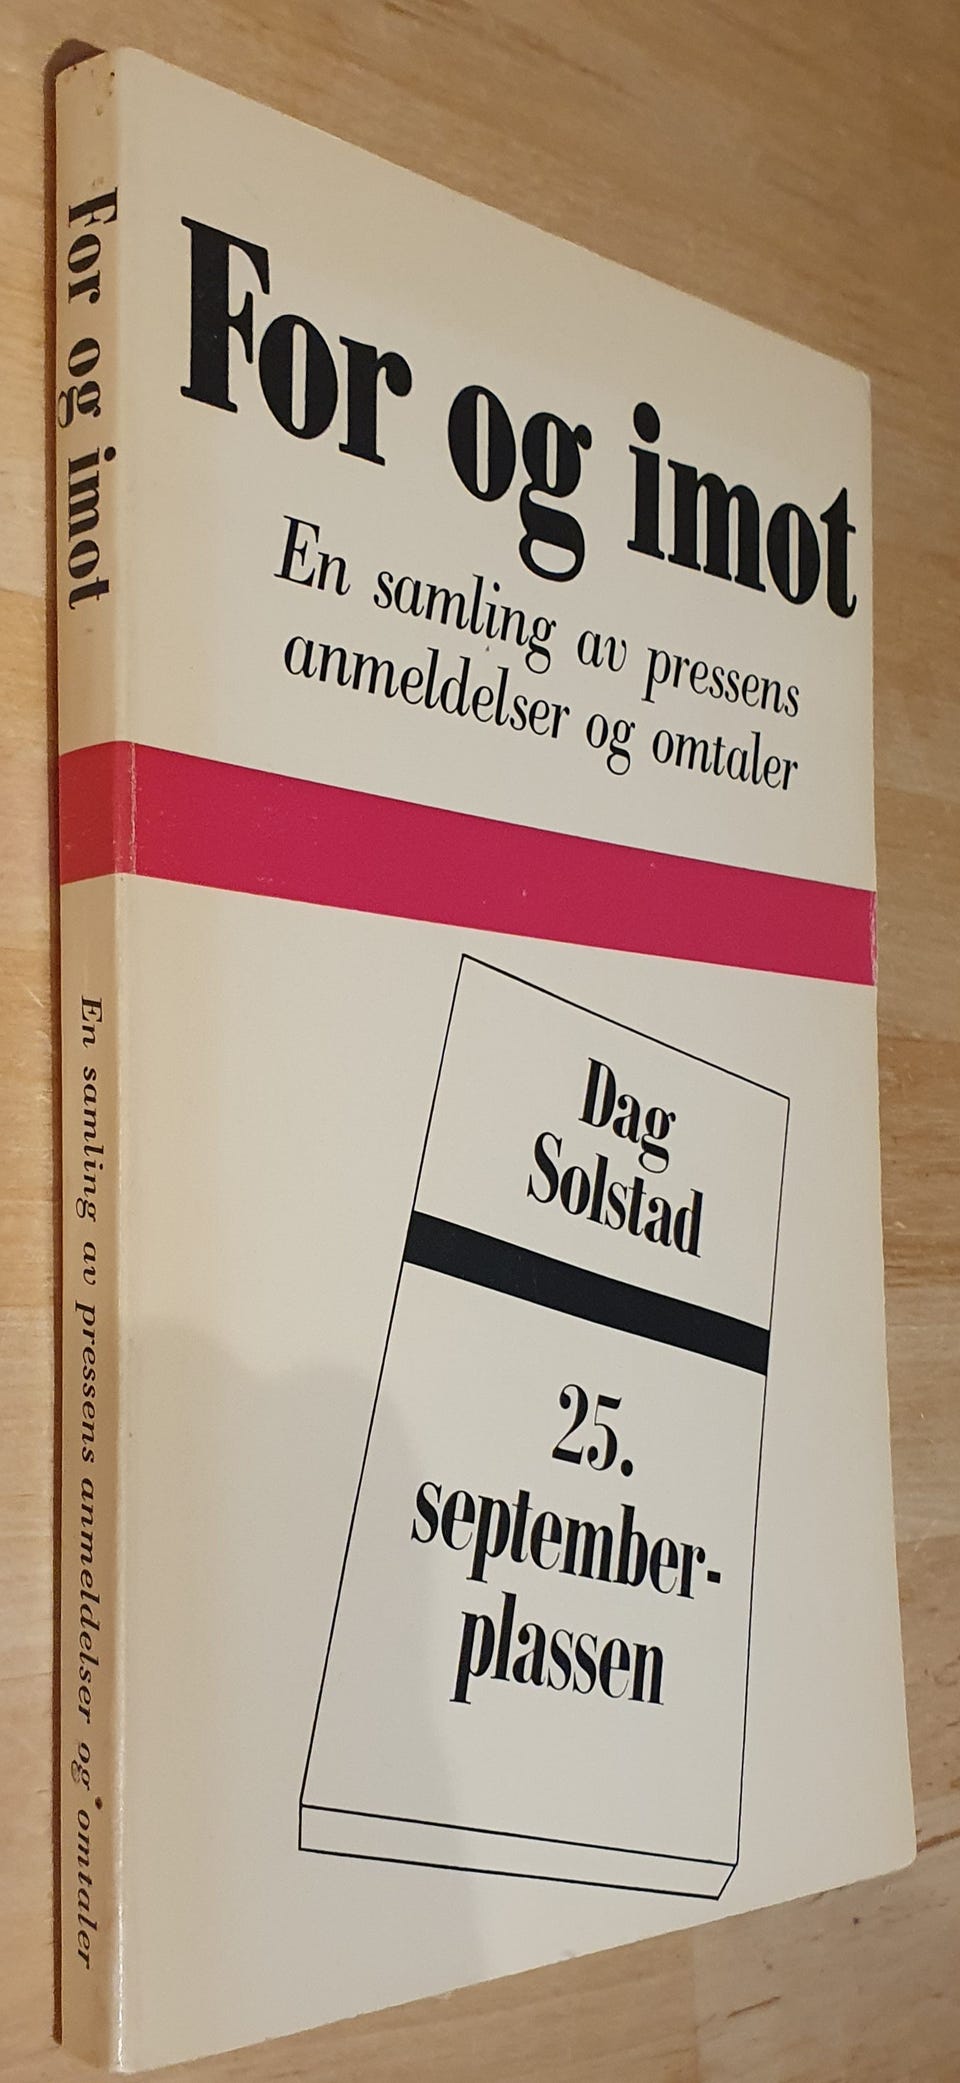 For og imot
En samling av pressens
anmeldelser og omtaler
Dag
Solstad
25.
september-
plassen
For og imot
En samling av pressens anmeldelser og omtaler